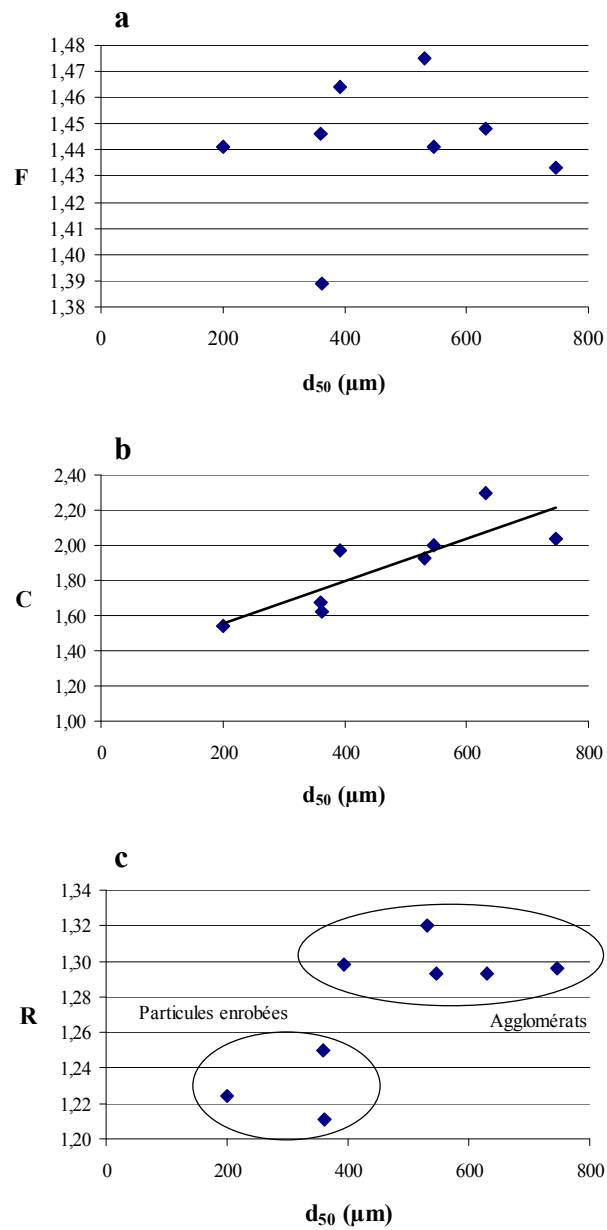 a
1,48
1,47
1,46
1,45
1,44
F
1,43
1,42
1,41
1,40
1,39
1,38
0 200 400 600 800
d50 (µm)
b
2,40
2,20
2,00
1,80
C
1,60
1,40
1,20
1,00
0 200 400 600 800
d50 (µm)
c
1,34
1,32
1,30
1,28
R
Particules enrobées
Agglomérats
1,26
1,24
1,22
1,20
0 200 400 600 800
d50 (µm)